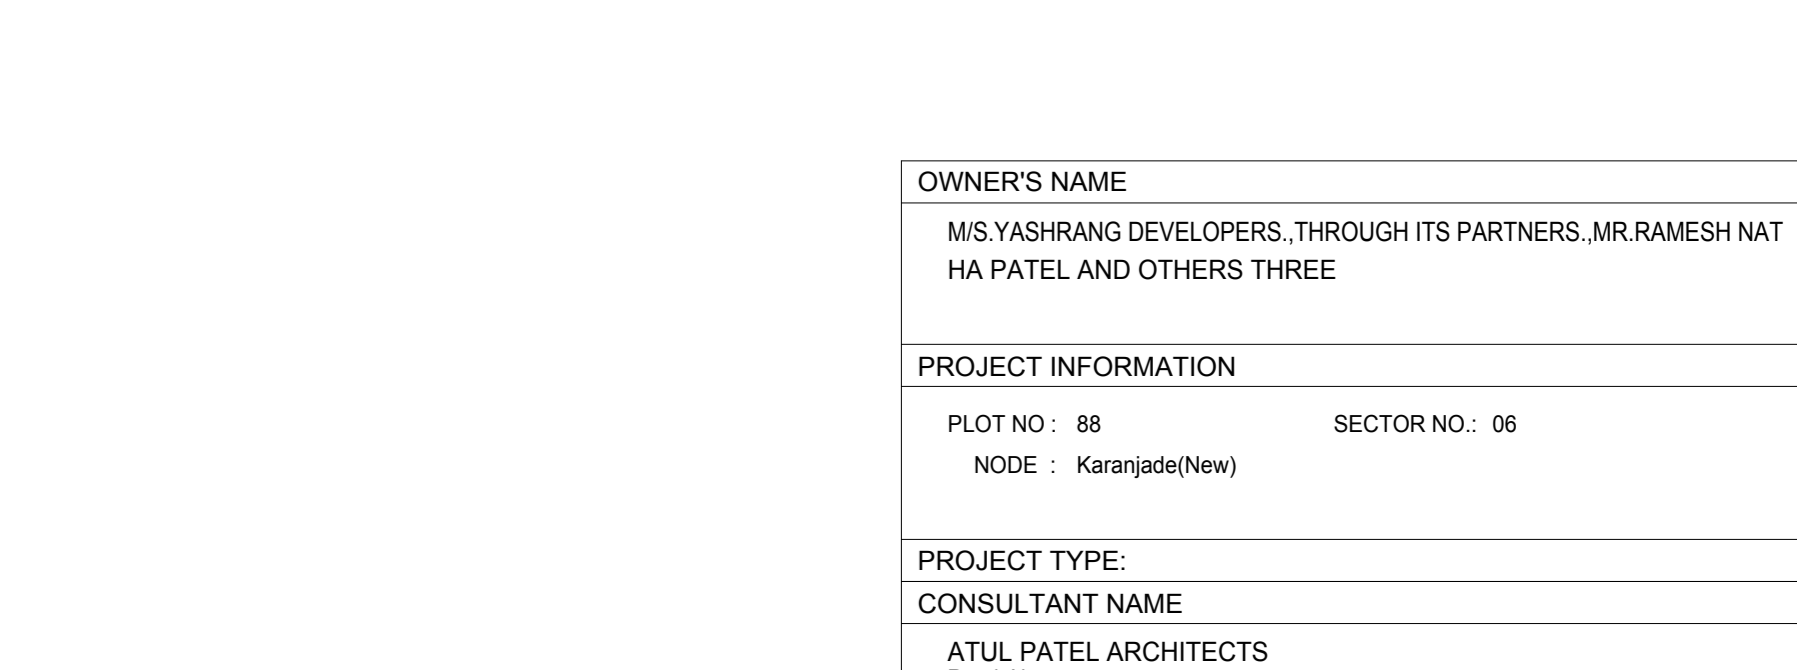 OWNER'S NAME
M/S.YASHRANG DEVELOPERS.,THROUGH ITS PARTNERS.,MR.RAMESH NAT
HA PATEL AND OTHERS THREE
PROJECT INFORMATION
PLOT NO : 88 SECTOR NO.: 06
NODE : Karanjade(New)
PROJECT TYPE:
CONSULTANT NAME
ATUL PATEL ARCHITECTS